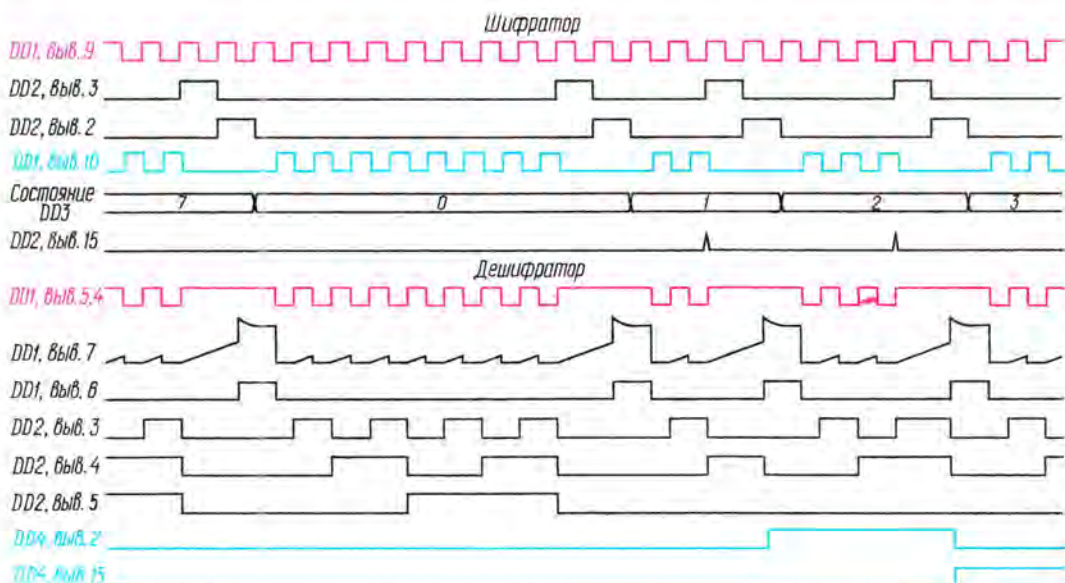 Шифратор
DD1, выв. 9
DD2, выв. 3
DD2, выв. 2
DD1, выв. 10
Состояние DD3
7 0 1 2 3
DD2, выв. 15
Дешифратор
DD1, выв. 5,4
DD1, выв. 7
DD1, выв. 6
DD2, выв. 3
DD2, выв. 4
DD2, выв. 5
DD4, выв. 2
DD4, выв. 15